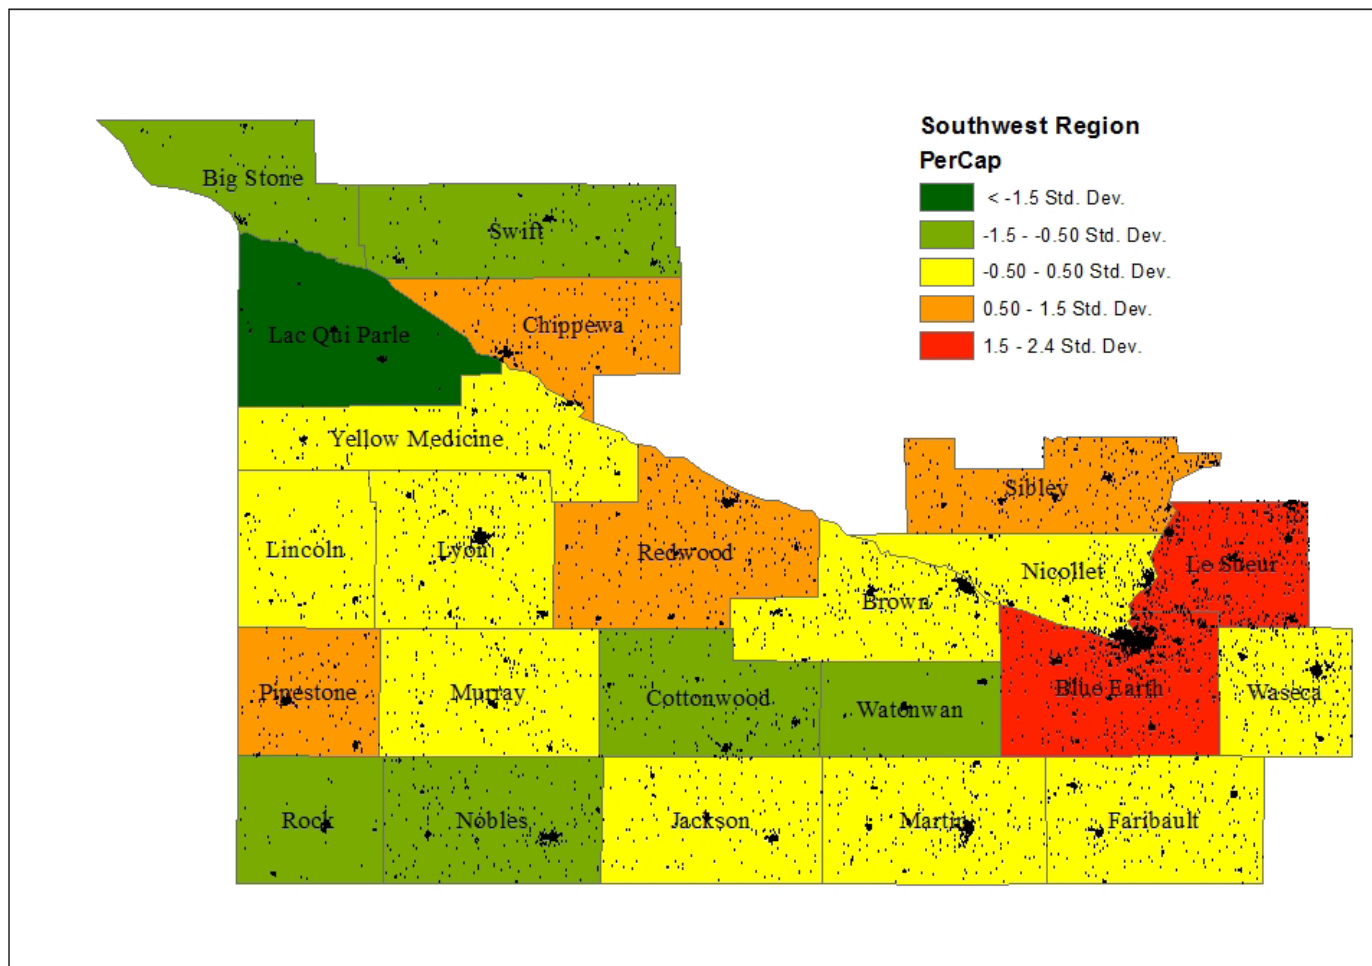 Southwest Region
PerCap
< -1.5 Std. Dev.
-1.5 - -0.50 Std. Dev.
-0.50 - 0.50 Std. Dev.
0.50 - 1.5 Std. Dev.
1.5 - 2.4 Std. Dev.
Big Stone
Swift
Lac Qui Parle
Chippewa
Yellow Medicine
Sibley
Lincoln
Lyon
Redwood
Nicollet
Le Sueur
Brown
Pipestone
Murray
Cottonwood
Watonwan
Blue Earth
Waseca
Rock
Nobles
Jackson
Martin
Faribault